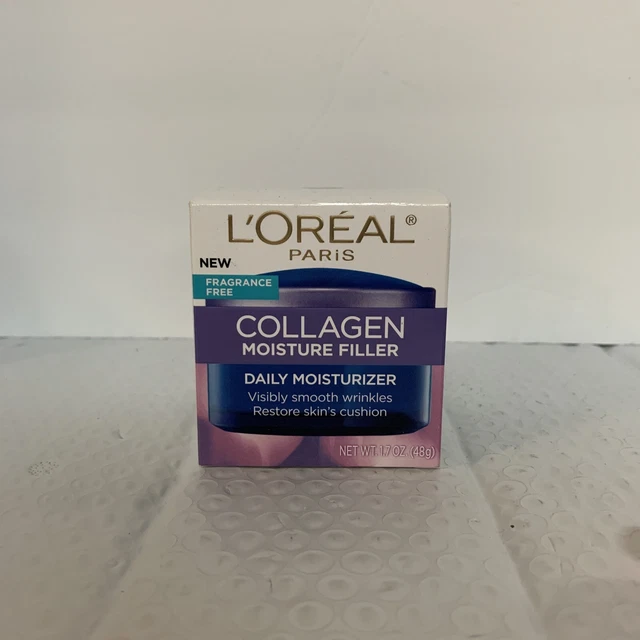 L'ORÉAL®
PARiS
NEW
FRAGRANCE
FREE
COLLAGEN
MOISTURE FILLER
DAILY MOISTURIZER
Visibly smooth wrinkles
Restore skin's cushion
NET WT 1.7 OZ. (48g)